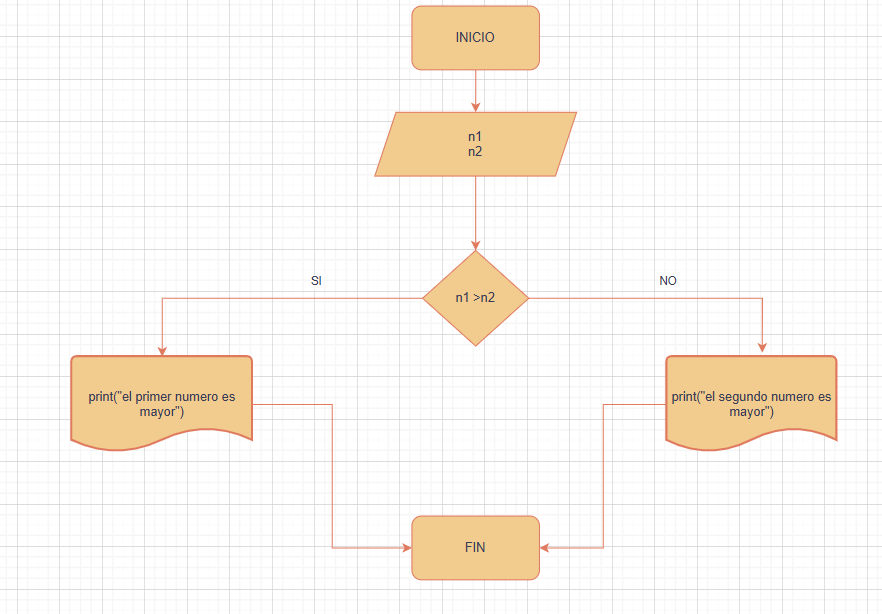 INICIO
n1
n2
n1 >n2
SI
NO
print("el primer numero es
mayor")
print("el segundo numero es
mayor")
FIN